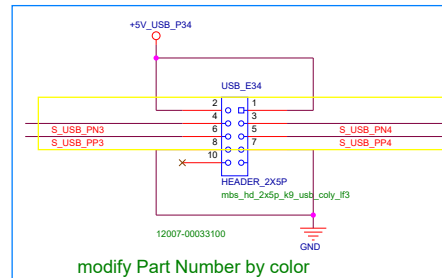 +5V_USB_P34
USB_E34
2 1
4 3
S_USB_PN3 6 5 S_USB_PN4
S_USB_PP3 8 7 S_USB_PP4
10
HEADER_2X5P
mbs_hd_2x5p_k9_usb_coly_lf3
12007-00033100
GND
modify Part Number by color